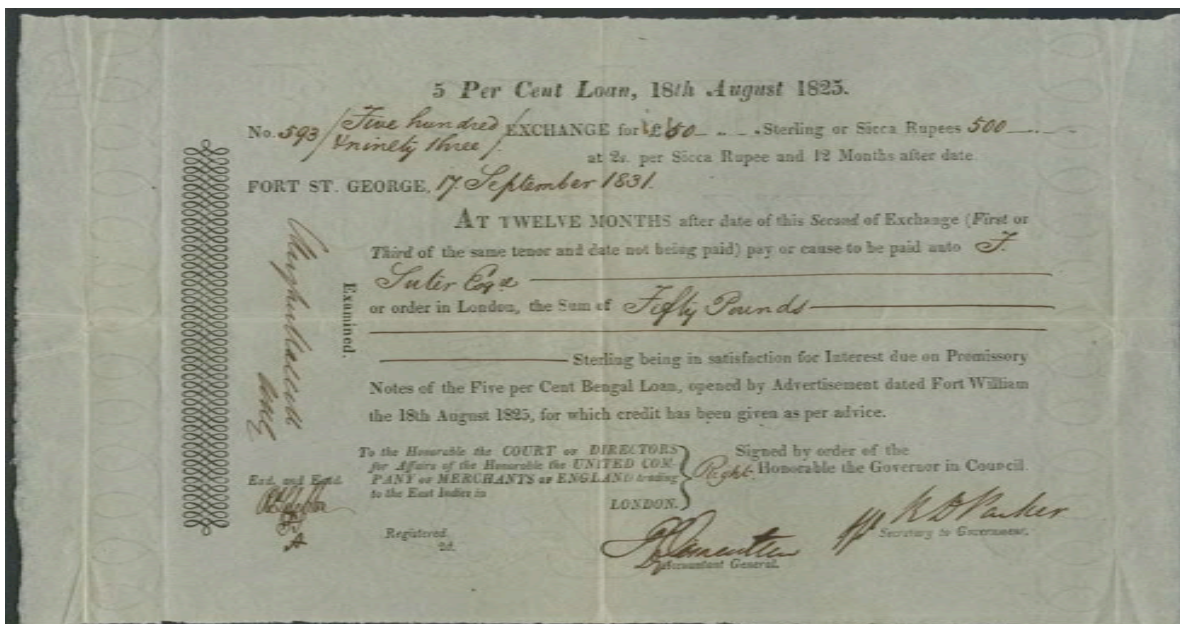 5 Per Cent Loan, 18th August 1825.
No. 593 / Five hundred & ninety three / EXCHANGE for £50 Sterling or Sicca Rupees 500
at 2s. per Sicca Rupee and 12 Months after date.
FORT ST. GEORGE, 17 September 1831.
AT TWELVE MONTHS after date of this Second of Exchange (First or
Third of the same tenor and date not being paid) pay or cause to be paid unto J.
Suter Esqr
or order in London, the Sum of Fifty Pounds
Sterling being in satisfaction for Interest due on Promissory
Notes of the Five per Cent Bengal Loan, opened by Advertisement dated Fort William
the 18th August 1825, for which credit has been given as per advice.
Examined.
To the Honorable the COURT OF DIRECTORS
for Affairs of the Honorable the UNITED COM-
PANY OF MERCHANTS OF ENGLAND trading
to the East Indies in
LONDON.
Signed by order of the
Right Honorable the Governor in Council.
Parker
Secretary to Government.
Accountant General.
Registered.
Exd. and Entd.